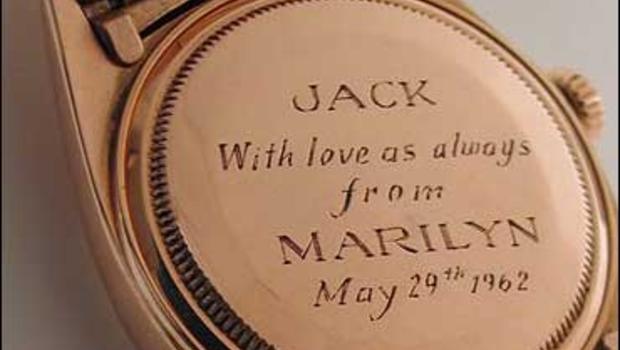 JACK
With love as always
from
MARILYN
May 29th 1962